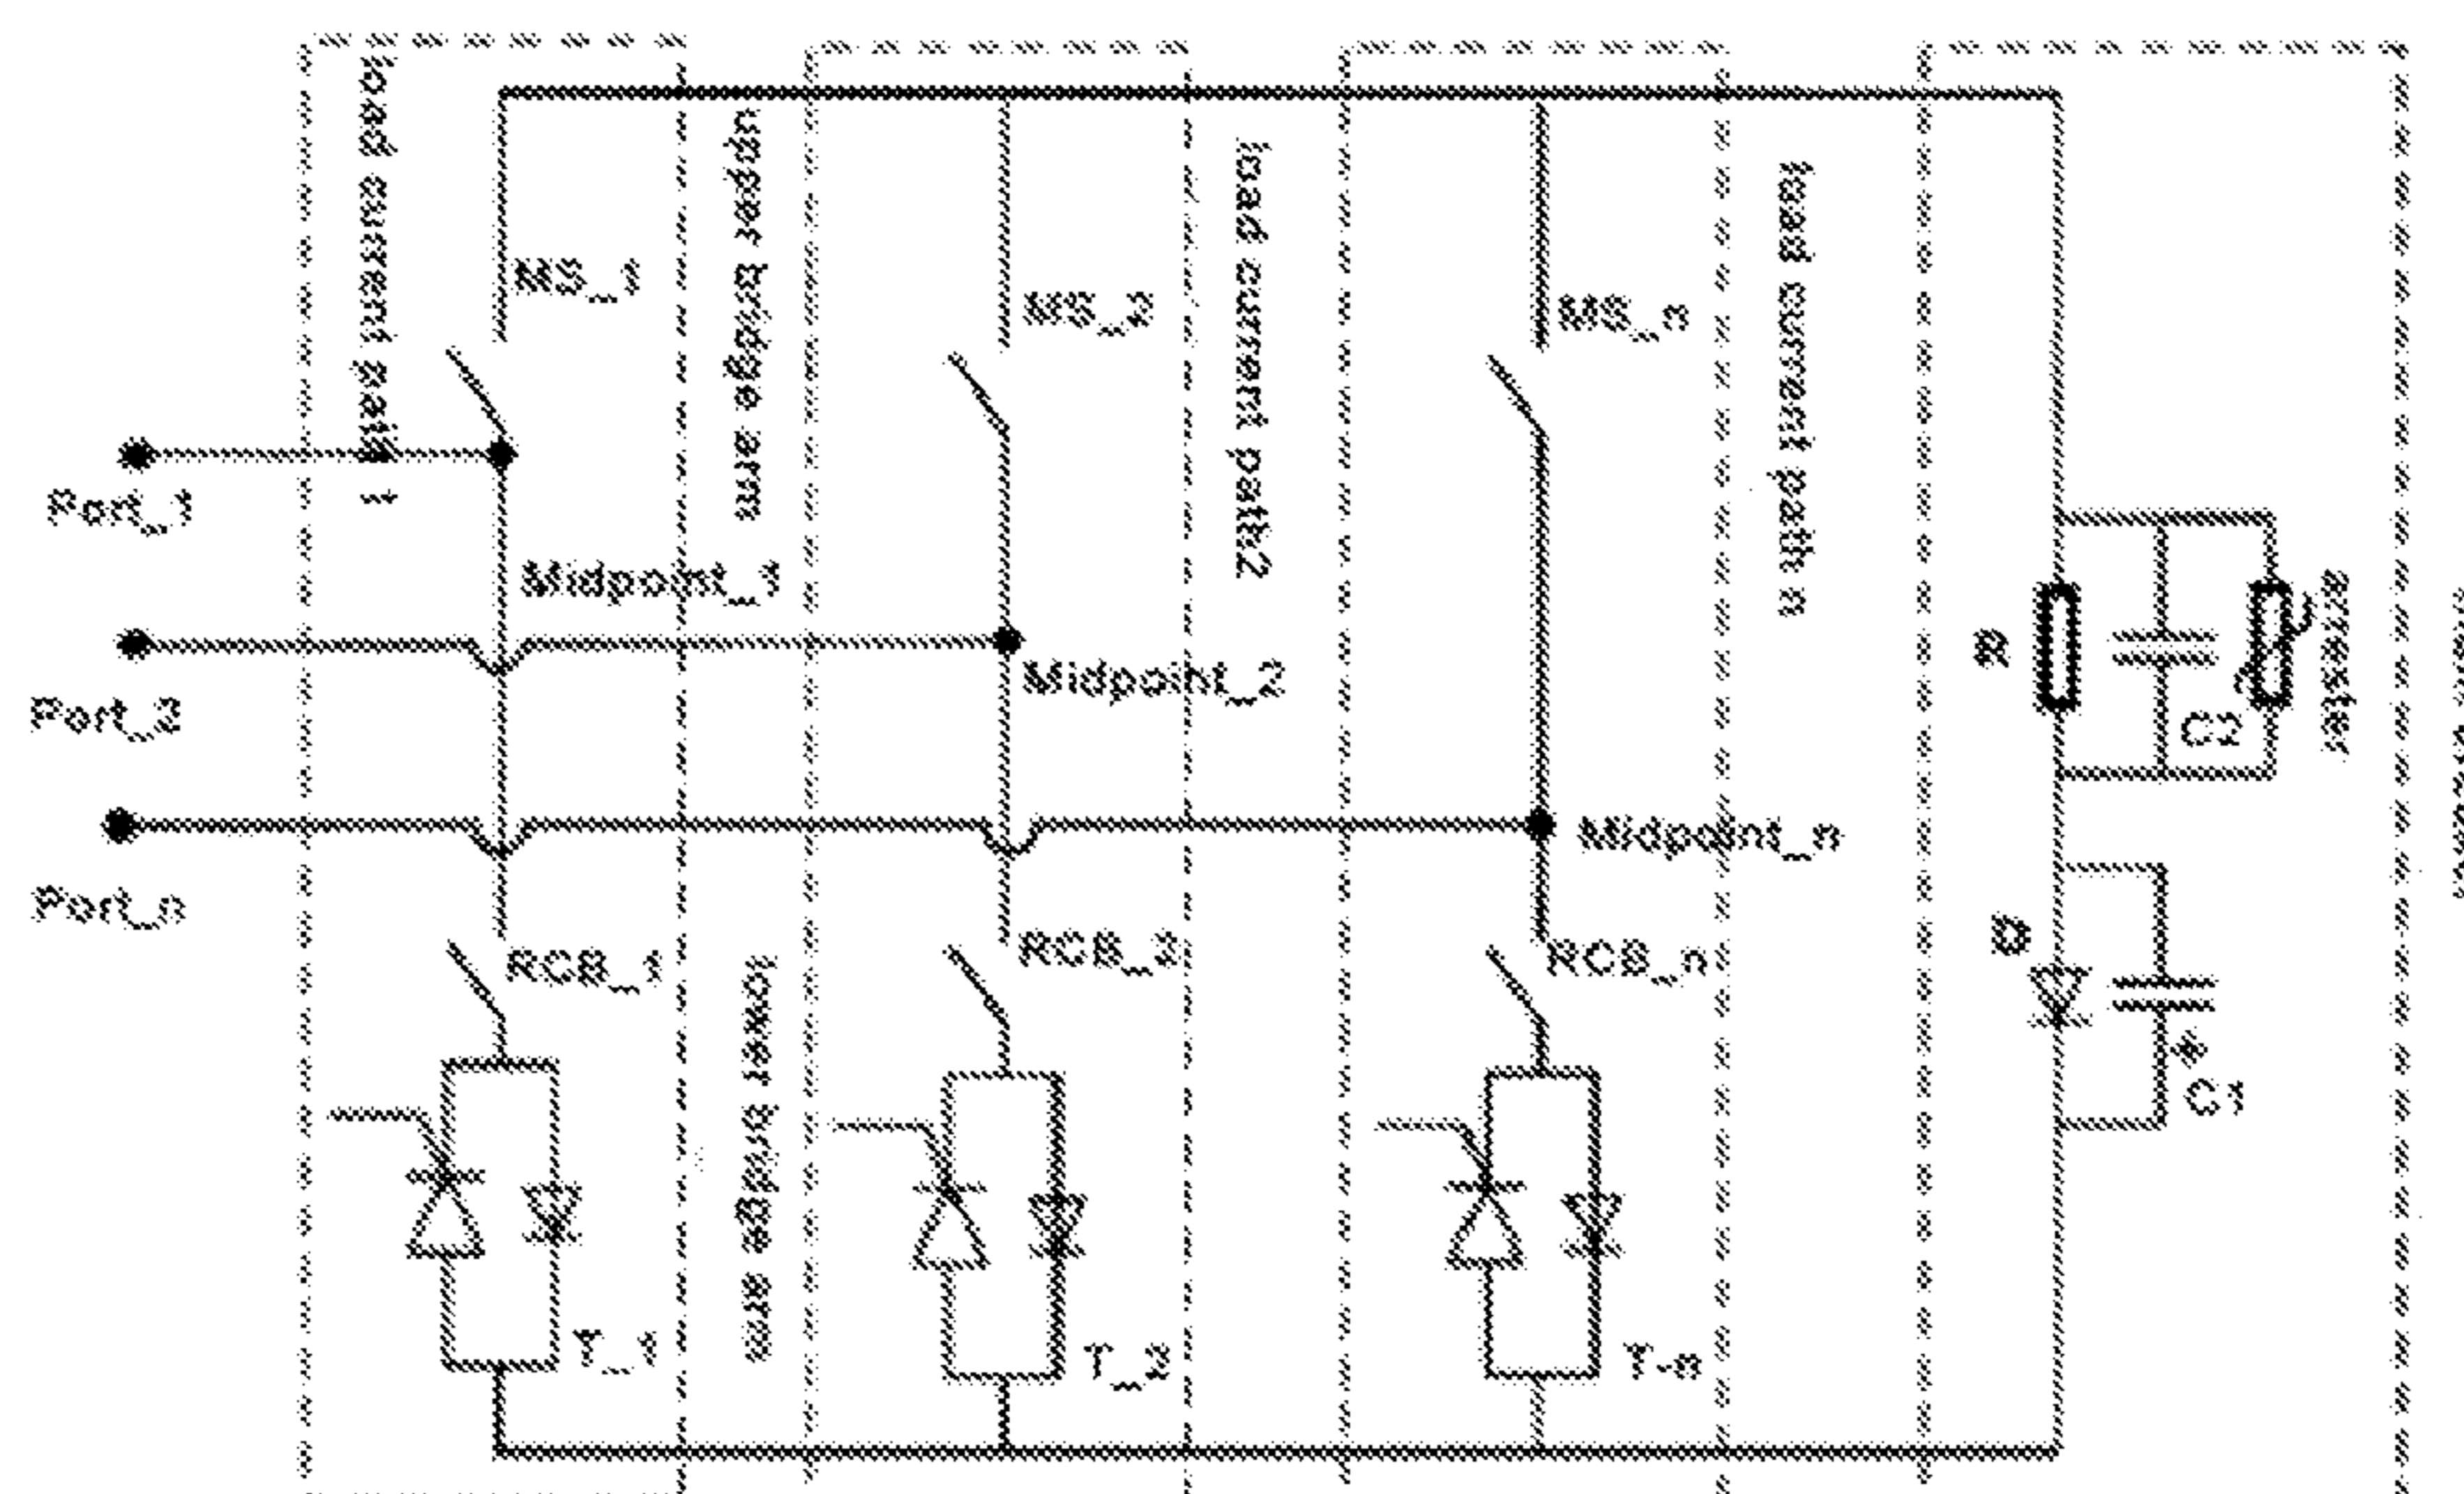 load current path 1
upper bridge arm
load current path2
load current path n
MS_1
MS_2
MS_n
Port_1
Midpoint_1
Port_2
Midpoint_2
R
C2
arrester
Port_n
Midpoint_n
RCB_1
RCB_2
RCB_n
D
+
C1
lower bridge arm
T_1
T_2
T-n